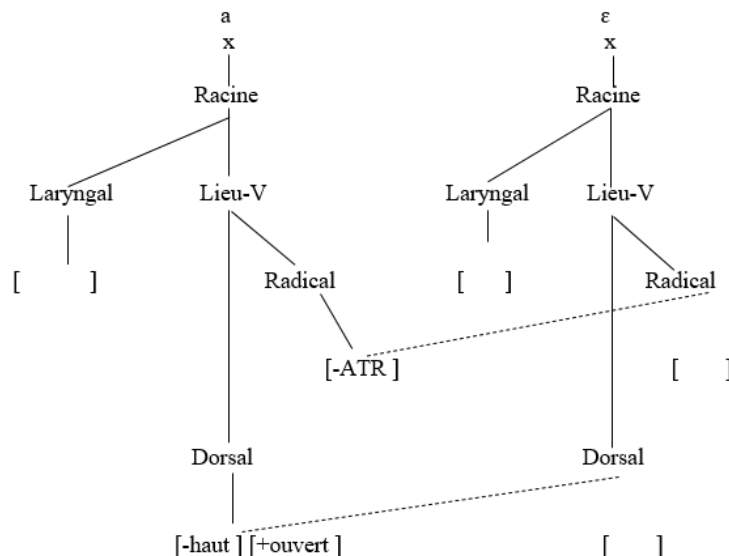 a ɛ
x x
Racine Racine
Laryngal Lieu-V Laryngal Lieu-V
[ ] Radical [ ] Radical
[-ATR ] [ ]
Dorsal Dorsal
[-haut ] [+ouvert ] [ ]